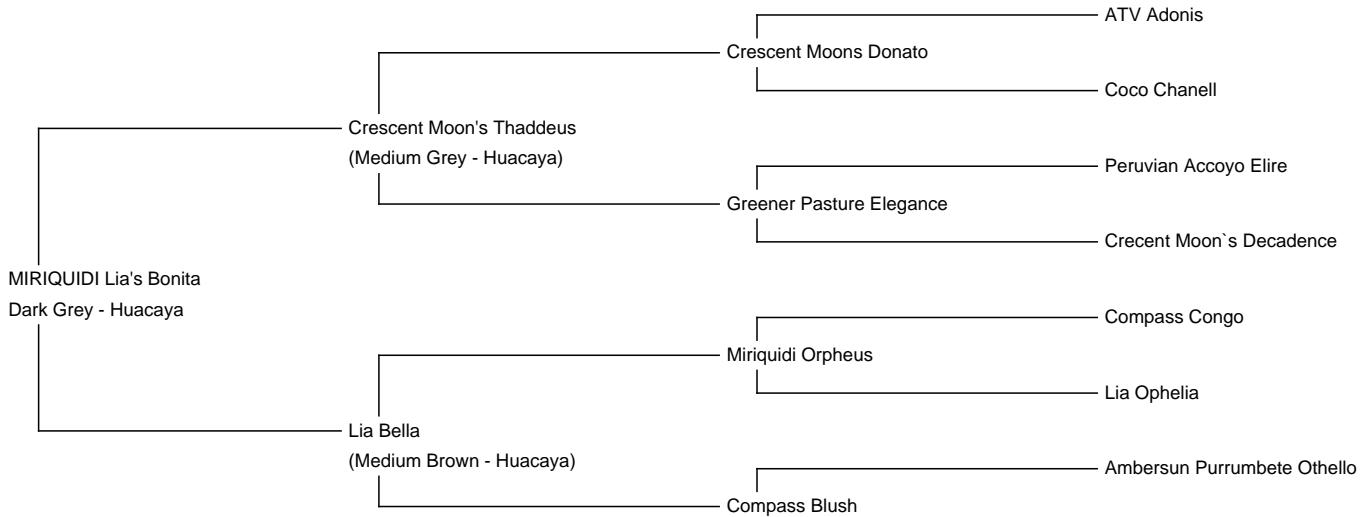 ATV Adonis
Crescent Moons Donato
Coco Chanell
Crescent Moon's Thaddeus
(Medium Grey - Huacaya)
Peruvian Accoyo Elire
Greener Pasture Elegance
Crecent Moon`s Decadence
MIRIQUIDI Lia's Bonita
Dark Grey - Huacaya
Compass Congo
Miriquidi Orpheus
Lia Ophelia
Lia Bella
(Medium Brown - Huacaya)
Ambersun Purrumbete Othello
Compass Blush